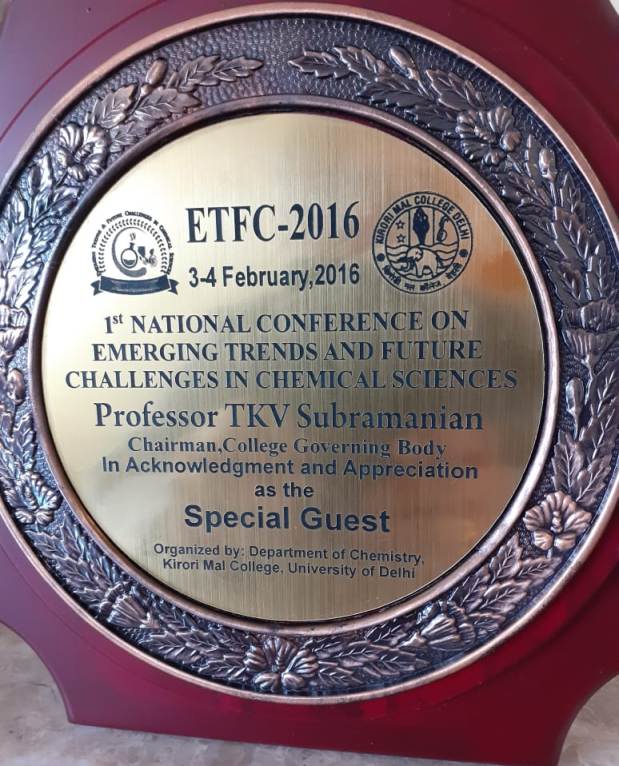 ETFC-2016
3-4 February,2016
KIRORI MAL COLLEGE DELHI
1st NATIONAL CONFERENCE ON
EMERGING TRENDS AND FUTURE
CHALLENGES IN CHEMICAL SCIENCES
Professor TKV Subramanian
Chairman,College Governing Body
In Acknowledgment and Appreciation
as the
Special Guest
Organized by: Department of Chemistry,
Kirori Mal College, University of Delhi